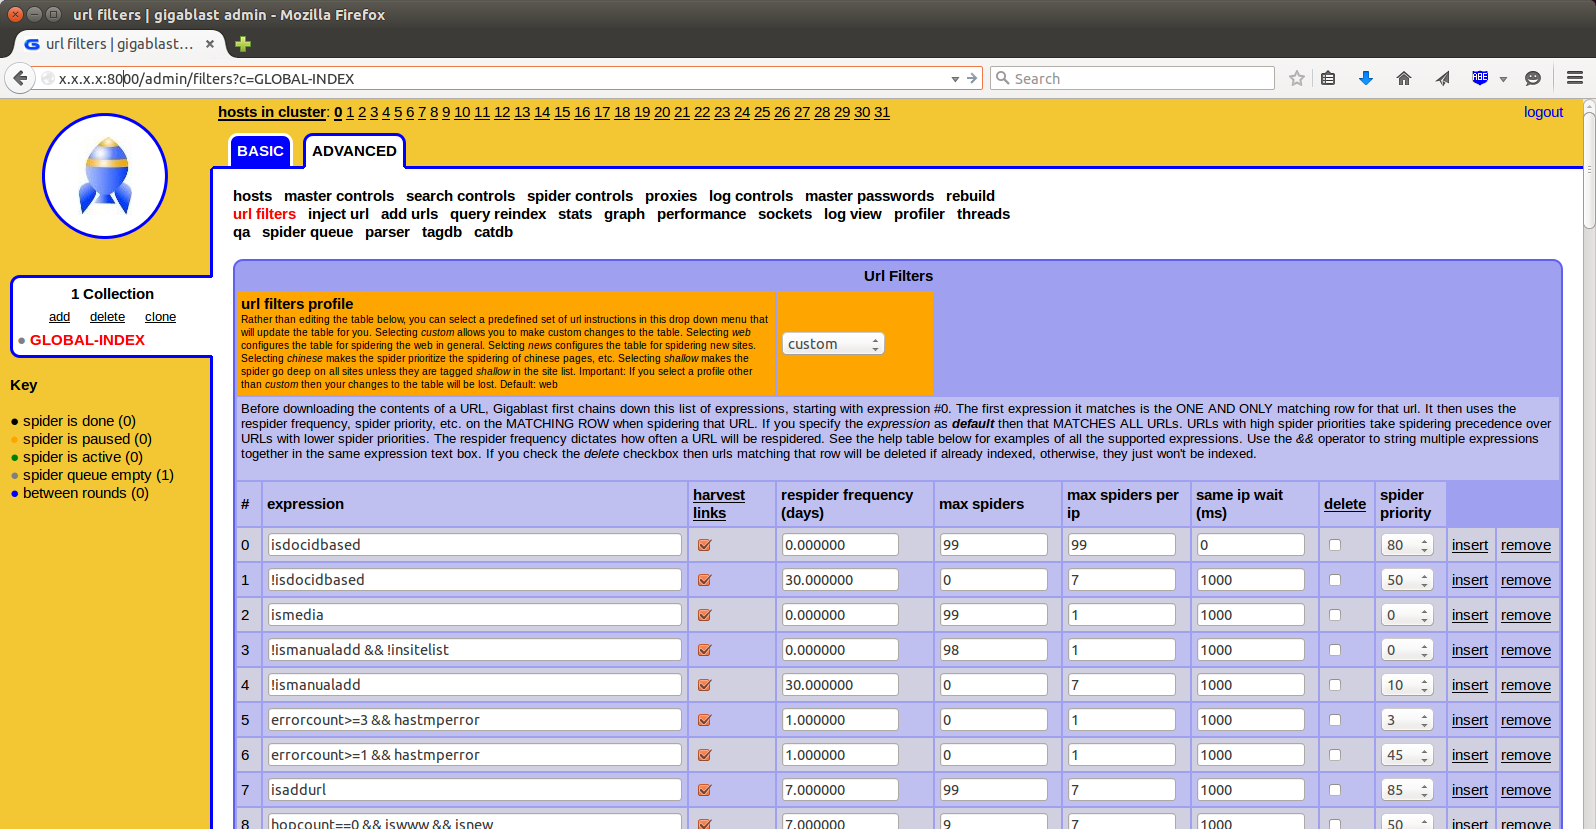 url filters | gigablast admin - Mozilla Firefox
url filters | gigablast...
x.x.x.x:8000/admin/filters?c=GLOBAL-INDEX
Search
ABE
hosts in cluster: 0 1 2 3 4 5 6 7 8 9 10 11 12 13 14 15 16 17 18 19 20 21 22 23 24 25 26 27 28 29 30 31
logout
BASIC
ADVANCED
hosts master controls search controls spider controls proxies log controls master passwords rebuild
url filters inject url add urls query reindex stats graph performance sockets log view profiler threads
qa spider queue parser tagdb catdb
1 Collection
add delete clone
GLOBAL-INDEX
Key
spider is done (0)
spider is paused (0)
spider is active (0)
spider queue empty (1)
between rounds (0)
Url Filters
url filters profile
Rather than editing the table below, you can select a predefined set of url instructions in this drop down menu that
will update the table for you. Selecting custom allows you to make custom changes to the table. Selecting web
configures the table for spidering the web in general. Selcting news configures the table for spidering new sites.
Selecting chinese makes the spider prioritize the spidering of chinese pages, etc. Selecting shallow makes the
spider go deep on all sites unless they are tagged shallow in the site list. Important: If you select a profile other
than custom then your changes to the table will be lost. Default: web
custom
Before downloading the contents of a URL, Gigablast first chains down this list of expressions, starting with expression #0. The first expression it matches is the ONE AND ONLY matching row for that url. It then uses the
respider frequency, spider priority, etc. on the MATCHING ROW when spidering that URL. If you specify the expression as default then that MATCHES ALL URLs. URLs with high spider priorities take spidering precedence over
URLs with lower spider priorities. The respider frequency dictates how often a URL will be respidered. See the help table below for examples of all the supported expressions. Use the && operator to string multiple expressions
together in the same expression text box. If you check the delete checkbox then urls matching that row will be deleted if already indexed, otherwise, they just won't be indexed.
# expression harvest links respider frequency (days) max spiders max spiders per ip same ip wait (ms) delete spider priority
0 isdocidbased 0.000000 99 99 0 80 insert remove
1 !isdocidbased 30.000000 0 7 1000 50 insert remove
2 ismedia 0.000000 99 1 1000 0 insert remove
3 !ismanualadd && !insitelist 0.000000 98 1 1000 0 insert remove
4 !ismanualadd 30.000000 0 7 1000 10 insert remove
5 errorcount>=3 && hastmperror 1.000000 0 1 1000 3 insert remove
6 errorcount>=1 && hastmperror 1.000000 0 1 1000 45 insert remove
7 isaddurl 7.000000 99 7 1000 85 insert remove
8 hopcount==0 && iswww && isnew 7.000000 9 7 1000 50 insert remove